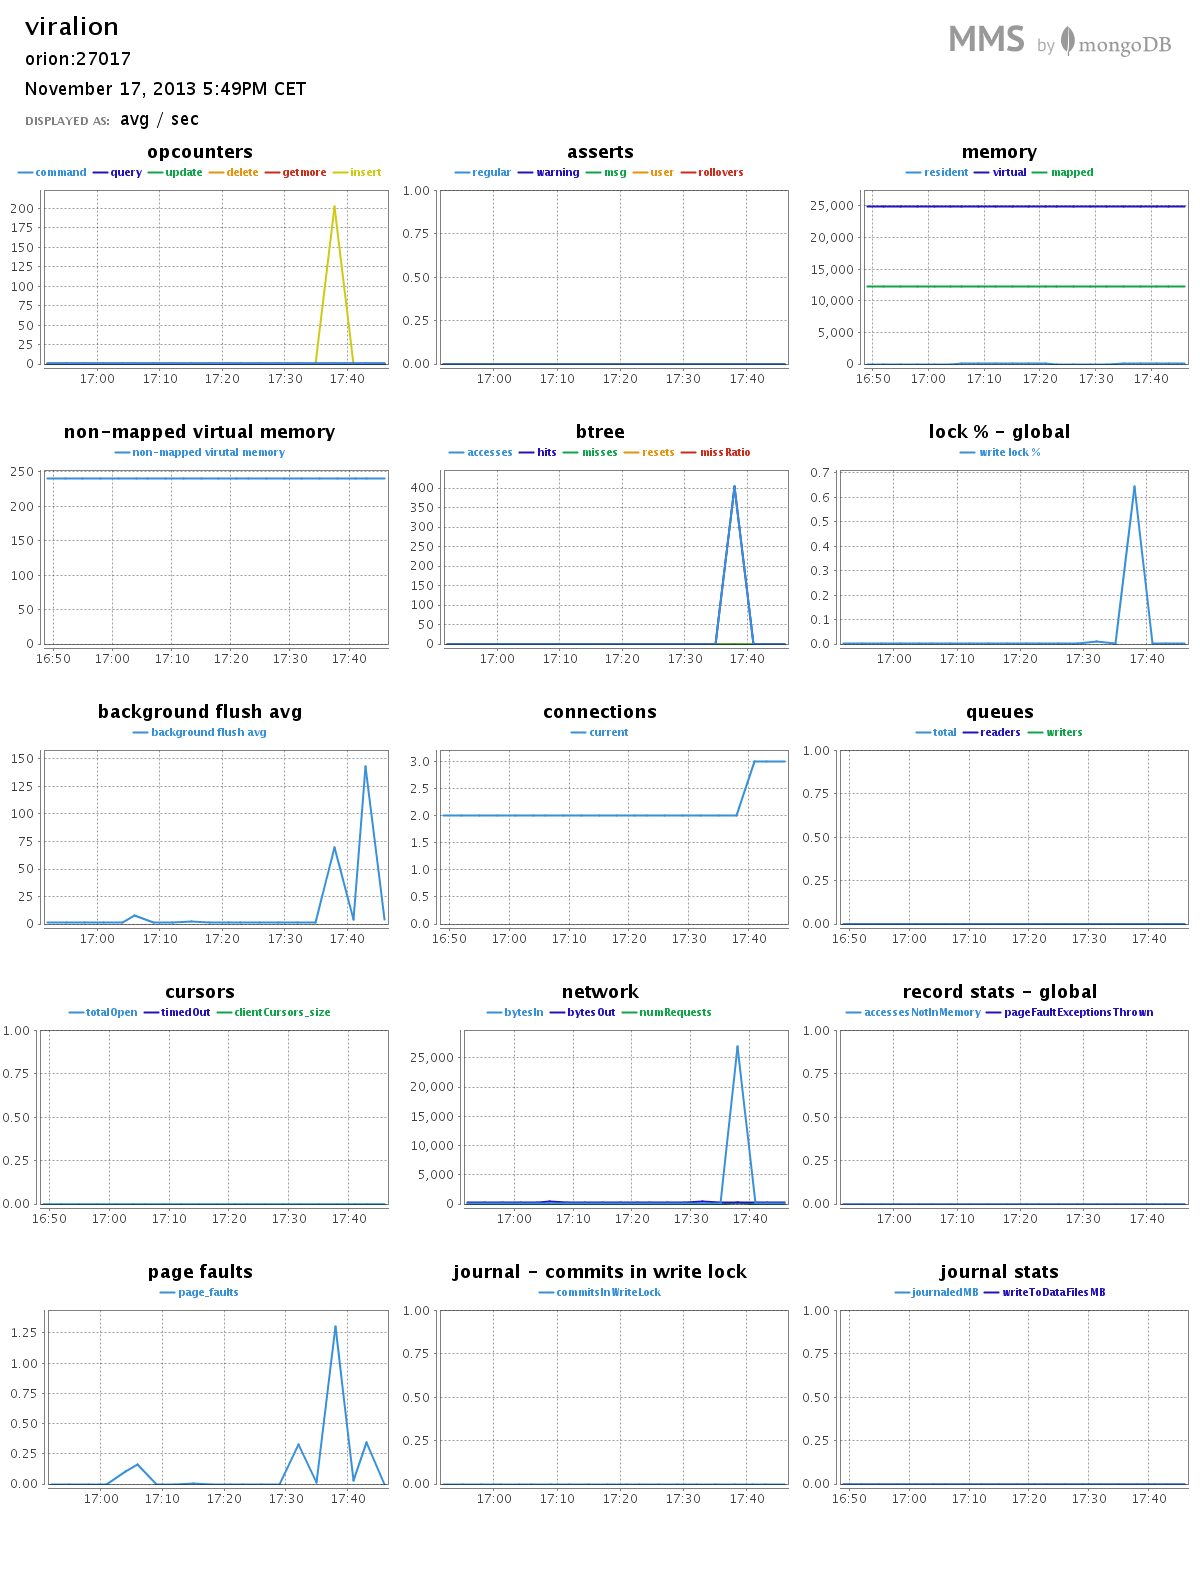 viralion
MMS by mongoDB
orion:27017
November 17, 2013 5:49PM CET
DISPLAYED AS: avg / sec
opcounters
command query update delete getmore insert
200
175
150
125
100
75
50
25
0
17:00 17:10 17:20 17:30 17:40
asserts
regular warning msg user rollovers
1.00
0.75
0.50
0.25
0.00
17:00 17:10 17:20 17:30 17:40
memory
resident virtual mapped
25,000
20,000
15,000
10,000
5,000
0
16:50 17:00 17:10 17:20 17:30 17:40
non-mapped virtual memory
non-mapped virutal memory
250
200
150
100
50
0
16:50 17:00 17:10 17:20 17:30 17:40
btree
accesses hits misses resets missRatio
400
350
300
250
200
150
100
50
0
17:00 17:10 17:20 17:30 17:40
lock % - global
write lock %
0.7
0.6
0.5
0.4
0.3
0.2
0.1
0.0
17:00 17:10 17:20 17:30 17:40
background flush avg
background flush avg
150
125
100
75
50
25
0
17:00 17:10 17:20 17:30 17:40
connections
current
3.0
2.5
2.0
1.5
1.0
0.5
0.0
16:50 17:00 17:10 17:20 17:30 17:40
queues
total readers writers
1.00
0.75
0.50
0.25
0.00
16:50 17:00 17:10 17:20 17:30 17:40
cursors
totalOpen timedOut clientCursors_size
1.00
0.75
0.50
0.25
0.00
16:50 17:00 17:10 17:20 17:30 17:40
network
bytesIn bytesOut numRequests
25,000
20,000
15,000
10,000
5,000
0
17:00 17:10 17:20 17:30 17:40
record stats - global
accessesNotInMemory pageFaultExceptionsThrown
1.00
0.75
0.50
0.25
0.00
17:00 17:10 17:20 17:30 17:40
page faults
page_faults
1.25
1.00
0.75
0.50
0.25
0.00
17:00 17:10 17:20 17:30 17:40
journal - commits in write lock
commitsInWriteLock
1.00
0.75
0.50
0.25
0.00
17:00 17:10 17:20 17:30 17:40
journal stats
journaledMB writeToDataFilesMB
1.00
0.75
0.50
0.25
0.00
16:50 17:00 17:10 17:20 17:30 17:40